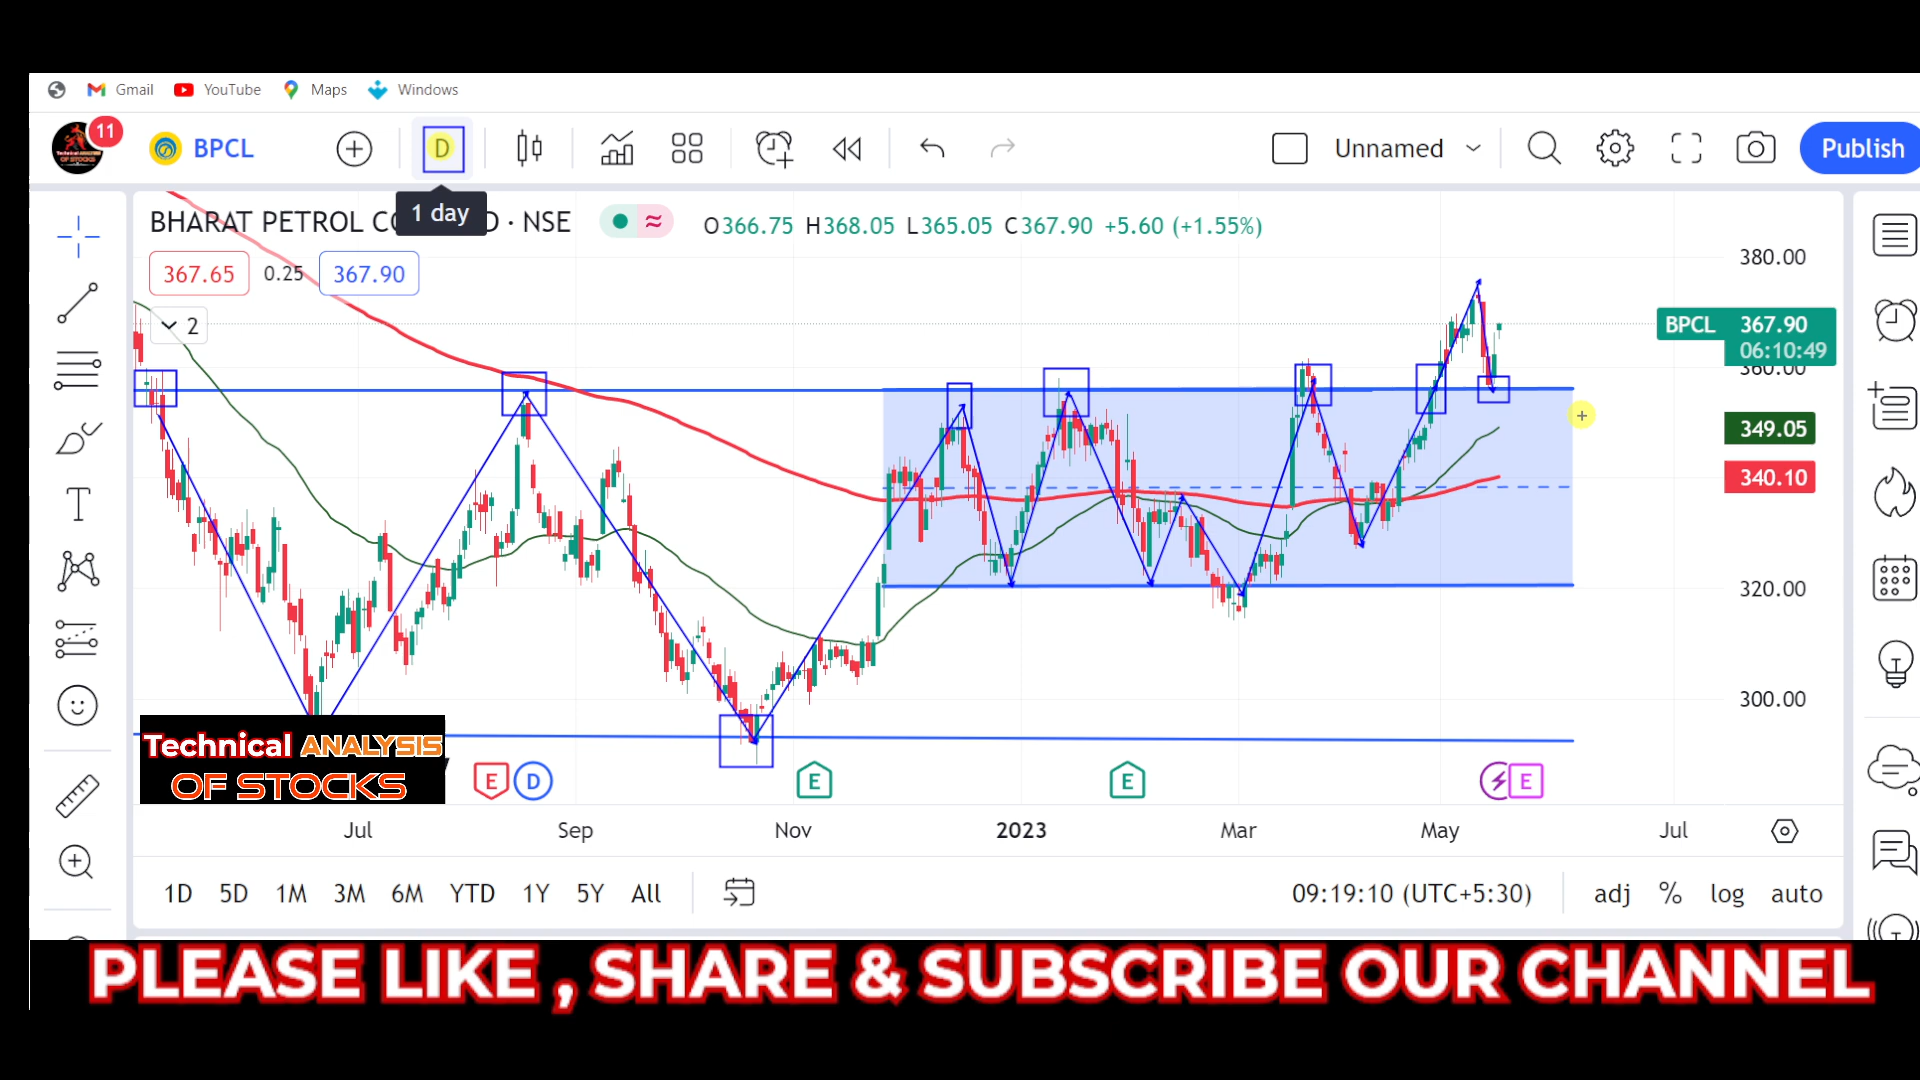 Gmail YouTube Maps Windows
11 BPCL D Unnamed Publish
1 day
BHARAT PETROL CO D · NSE ≈ O366.75 H368.05 L365.05 C367.90 +5.60 (+1.55%)
367.65 0.25 367.90
2
380.00
BPCL 367.90
06:10:49
360.00
349.05
340.10
320.00
300.00
Technical ANALYSIS
OF STOCKS
E D E E E
Jul Sep Nov 2023 Mar May Jul
1D 5D 1M 3M 6M YTD 1Y 5Y All 09:19:10 (UTC+5:30) adj % log auto
PLEASE LIKE , SHARE & SUBSCRIBE OUR CHANNEL